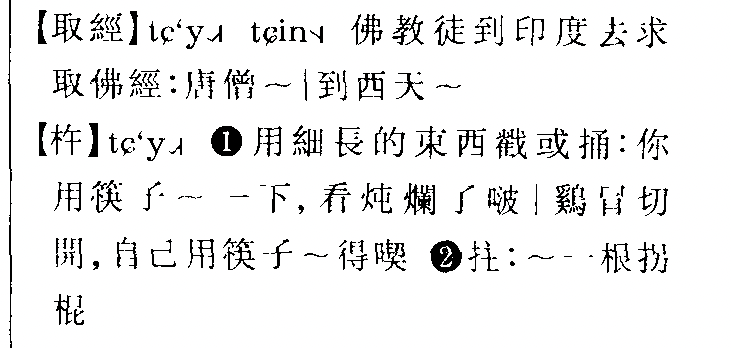 【取經】tɕ‘y˩ tɕin˧ 佛教徒到印度去求
取佛經：唐僧～|到西天～
【杵】tɕ‘y˩ ❶用細長的東西戳或捅：你
用筷子～一下，看炖爛了啵|鷄冇切
開，自己用筷子～得喫 ❷拄：～一根拐
棍